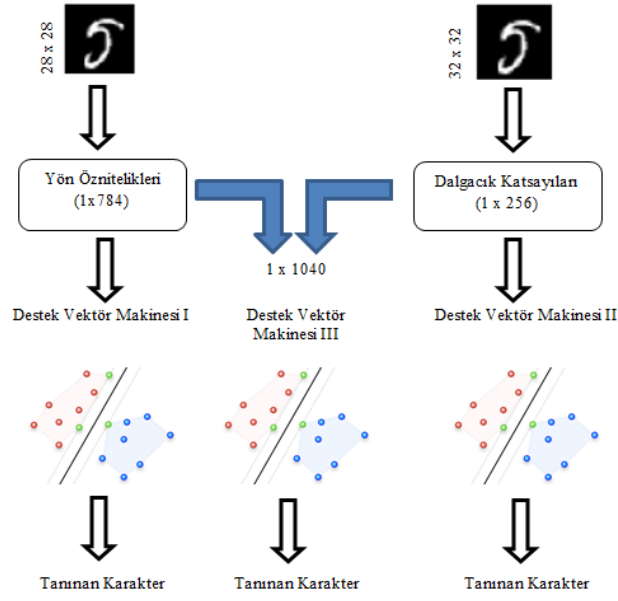 28 x 28
32 x 32
Yön Öznitelikleri
(1x784)
Dalgacık Katsayıları
(1 x 256)
1 x 1040
Destek Vektör Makinesi I
Destek Vektör
Makinesi III
Destek Vektör Makinesi II
Tanınan Karakter
Tanınan Karakter
Tanınan Karakter